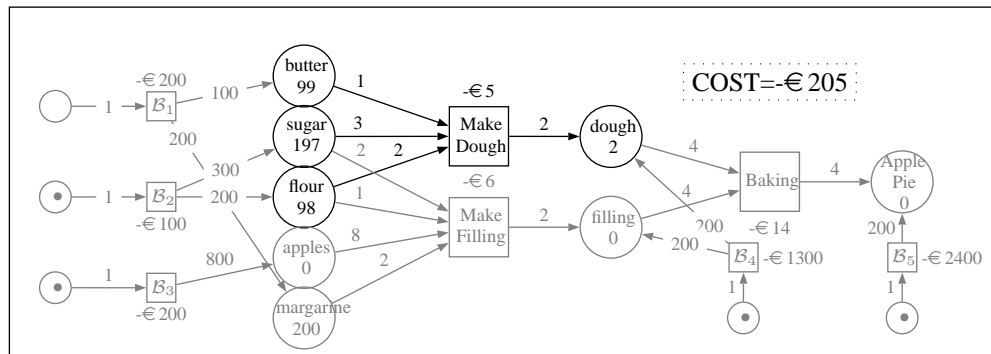 COST=-€ 205
-€ 200
1
B1
100
200
butter
99
1
-€ 5
Make
Dough
2
dough
2
sugar
197
3
2
2
-€ 6
1
B2
300
200
-€ 100
flour
98
1
Make
Filling
2
filling
0
4
4
200
200
Baking
-€ 14
4
Apple
Pie
0
1
B3
800
-€ 200
apples
0
8
2
margarine
200
B4
-€ 1300
1
200
B5
-€ 2400
1